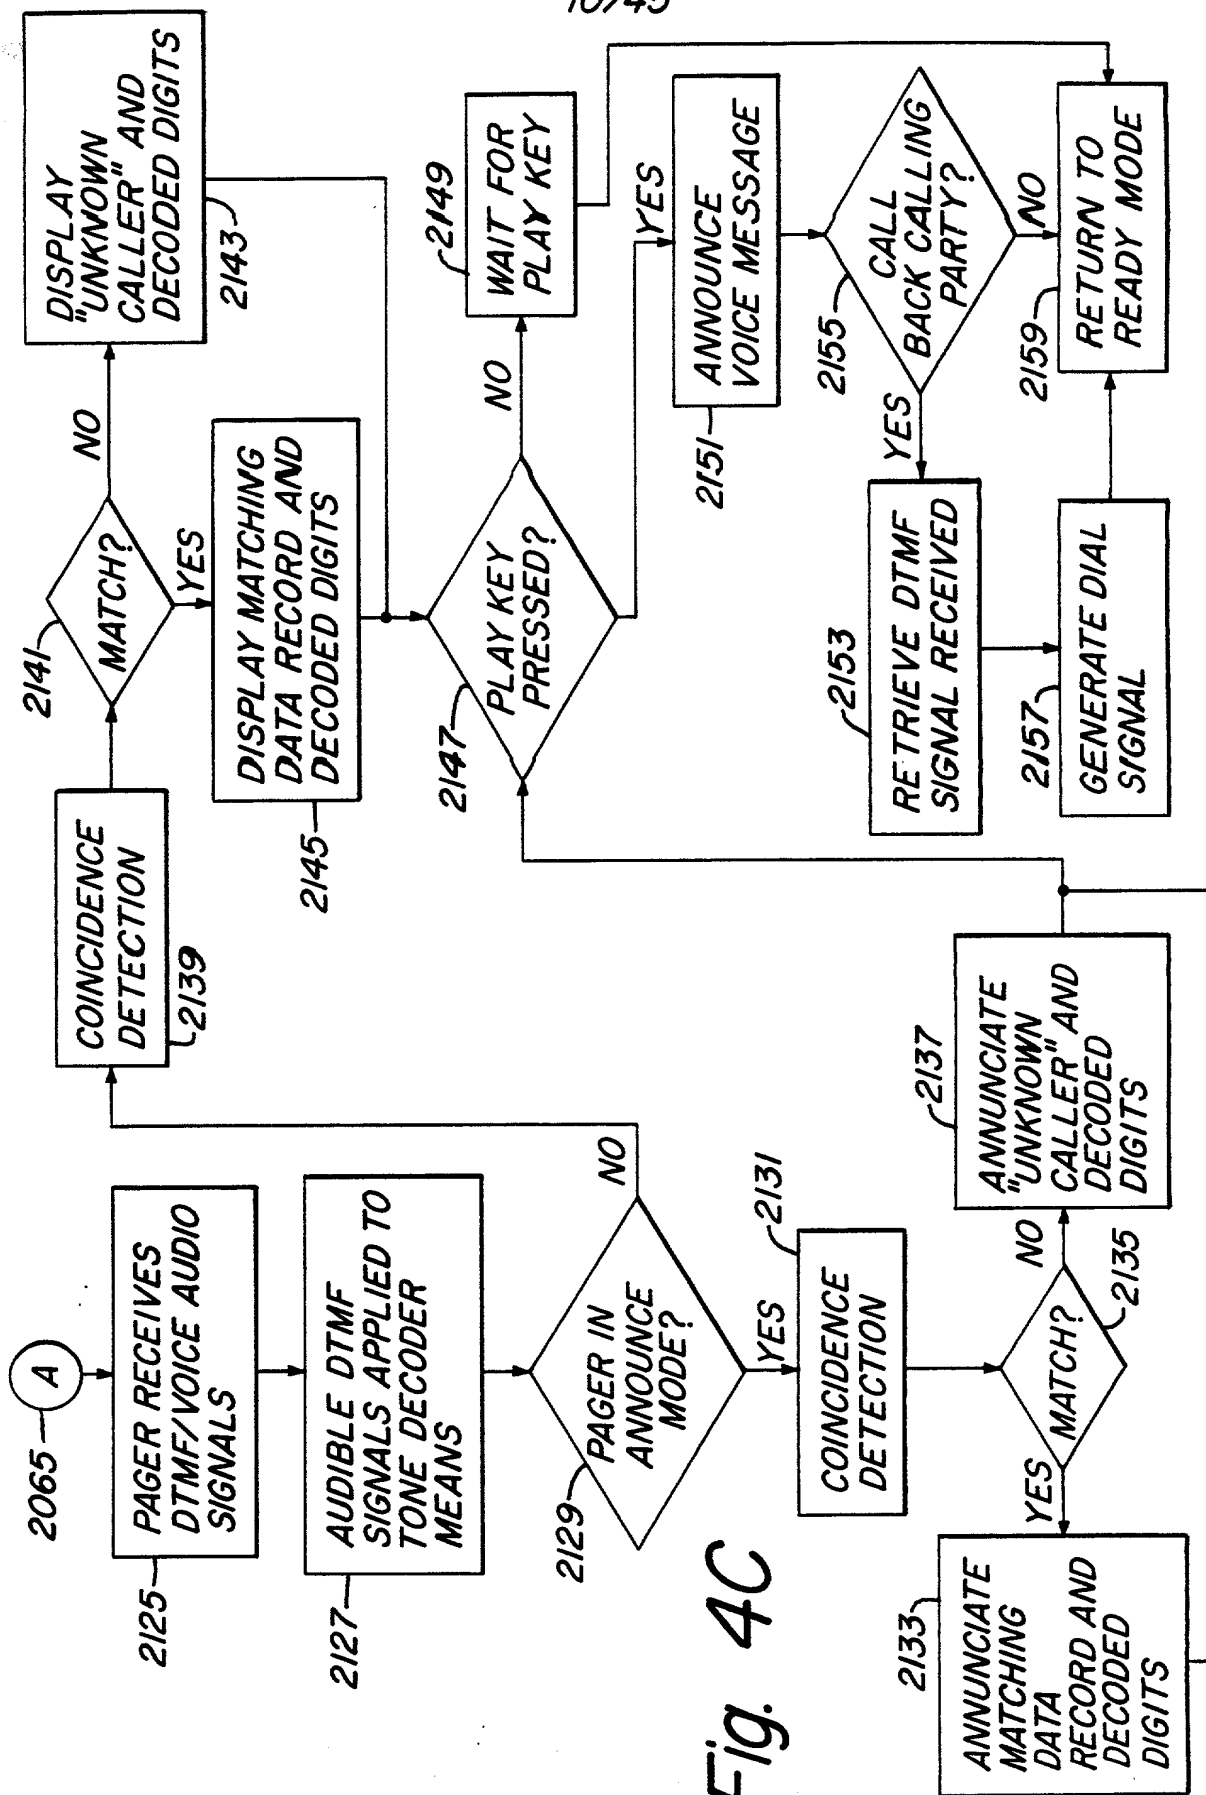 10/45
2065
A
PAGER RECEIVES
DTMF/VOICE AUDIO
SIGNALS
2125
AUDIBLE DTMF
SIGNALS APPLIED TO
TONE DECODER
MEANS
2127
PAGER IN
ANNOUNCE
MODE?
2129
NO
YES
COINCIDENCE
DETECTION
2131
MATCH?
2135
YES
NO
ANNUNCIATE
MATCHING
DATA
RECORD AND
DECODED
DIGITS
2133
ANNUNCIATE
"UNKNOWN
CALLER" AND
DECODED
DIGITS
2137
COINCIDENCE
DETECTION
2139
MATCH?
2141
NO
YES
DISPLAY
"UNKNOWN
CALLER" AND
DECODED DIGITS
2143
DISPLAY MATCHING
DATA RECORD AND
DECODED DIGITS
2145
PLAY KEY
PRESSED?
2147
NO
YES
WAIT FOR
PLAY KEY
2149
ANNOUNCE
VOICE MESSAGE
2151
CALL
BACK CALLING
PARTY?
2155
YES
NO
RETRIEVE DTMF
SIGNAL RECEIVED
2153
GENERATE DIAL
SIGNAL
2157
RETURN TO
READY MODE
2159
Fig. 4C